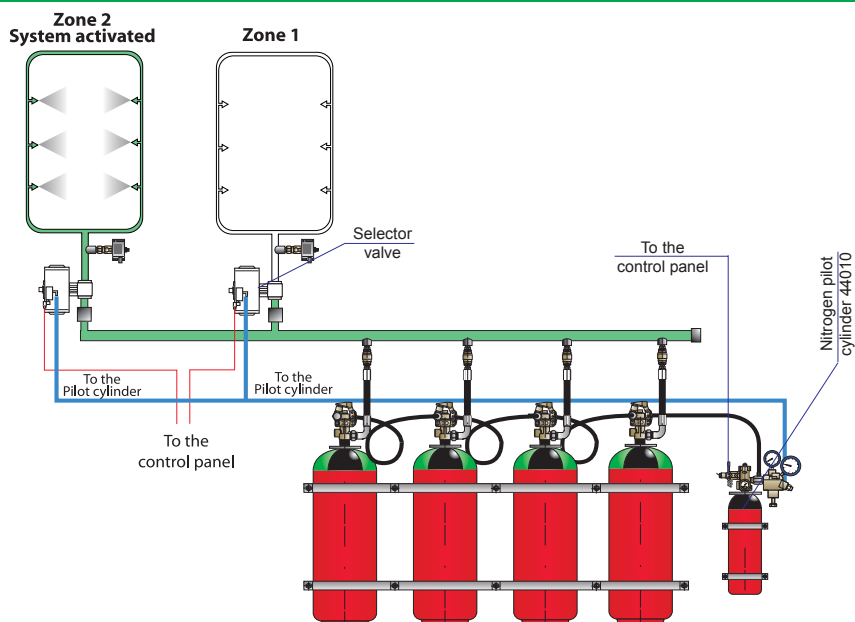 Zone 2
System activated
Zone 1
Selector
valve
To the
control panel
Nitrogen pilot
cylinder 44010
To the
Pilot cylinder
To the
Pilot cylinder
To the
control panel